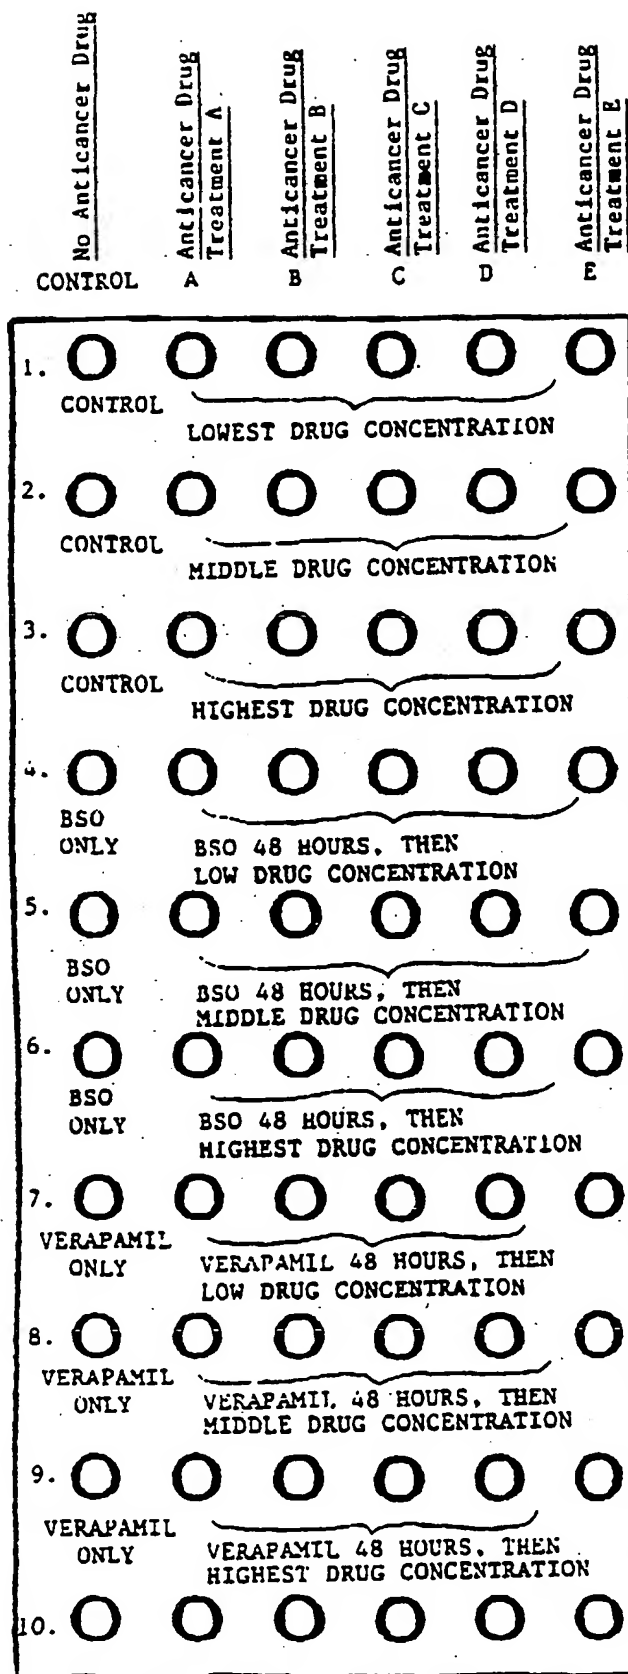 No Anticancer Drug
Anticancer Drug
Treatment A
Anticancer Drug
Treatment B
Anticancer Drug
Treatment C
Anticancer Drug
Treatment D
Anticancer Drug
Treatment E
CONTROL A B C D E
1.
CONTROL
LOWEST DRUG CONCENTRATION
2.
CONTROL
MIDDLE DRUG CONCENTRATION
3.
CONTROL
HIGHEST DRUG CONCENTRATION
4.
BSO
ONLY
BSO 48 HOURS, THEN
LOW DRUG CONCENTRATION
5.
BSO
ONLY
BSO 48 HOURS, THEN
MIDDLE DRUG CONCENTRATION
6.
BSO
ONLY
BSO 48 HOURS, THEN
HIGHEST DRUG CONCENTRATION
7.
VERAPAMIL
ONLY
VERAPAMIL 48 HOURS, THEN
LOW DRUG CONCENTRATION
8.
VERAPAMIL
ONLY
VERAPAMIL 48 HOURS, THEN
MIDDLE DRUG CONCENTRATION
9.
VERAPAMIL
ONLY
VERAPAMIL 48 HOURS, THEN
HIGHEST DRUG CONCENTRATION
10.